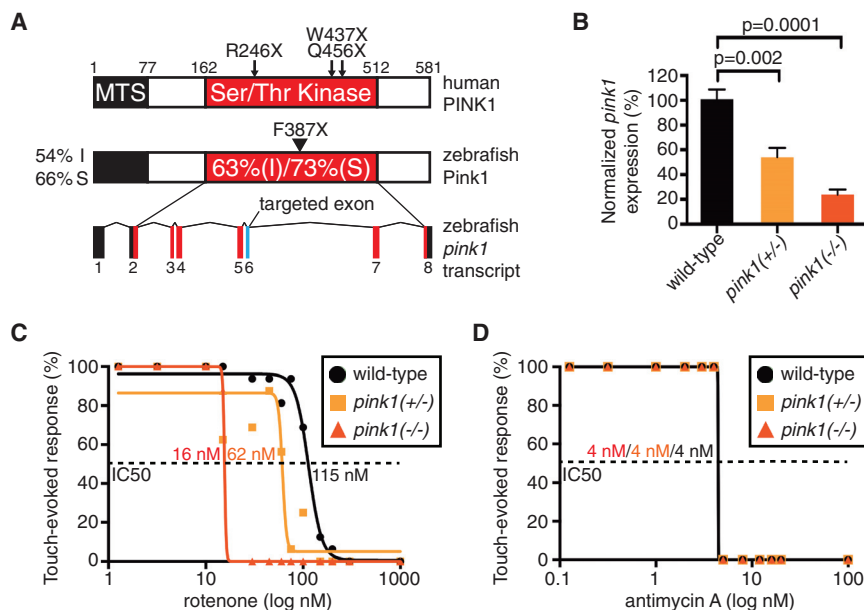 A
W437X
R246X Q456X
1 77 162 512 581
MTS Ser/Thr Kinase human
PINK1
F387X
54% I
66% S
63%(I)/73%(S) zebrafish
Pink1
targeted exon
zebrafish
pink1
transcript
1 2 3 4 5 6 7 8
B
p=0.0001
p=0.002
Normalized pink1
expression (%)
120
100
80
60
40
20
0
wild-type
pink1(+/-)
pink1(-/-)
C
Touch-evoked response (%)
100
80
60
40
20
0
wild-type
pink1(+/-)
pink1(-/-)
16 nM 62 nM
IC50
115 nM
10 100 1000
rotenone (log nM)
D
Touch-evoked response (%)
100
80
60
40
20
0
wild-type
pink1(+/-)
pink1(-/-)
4 nM/4 nM/4 nM
IC50
0.1 1 10 100
antimycin A (log nM)